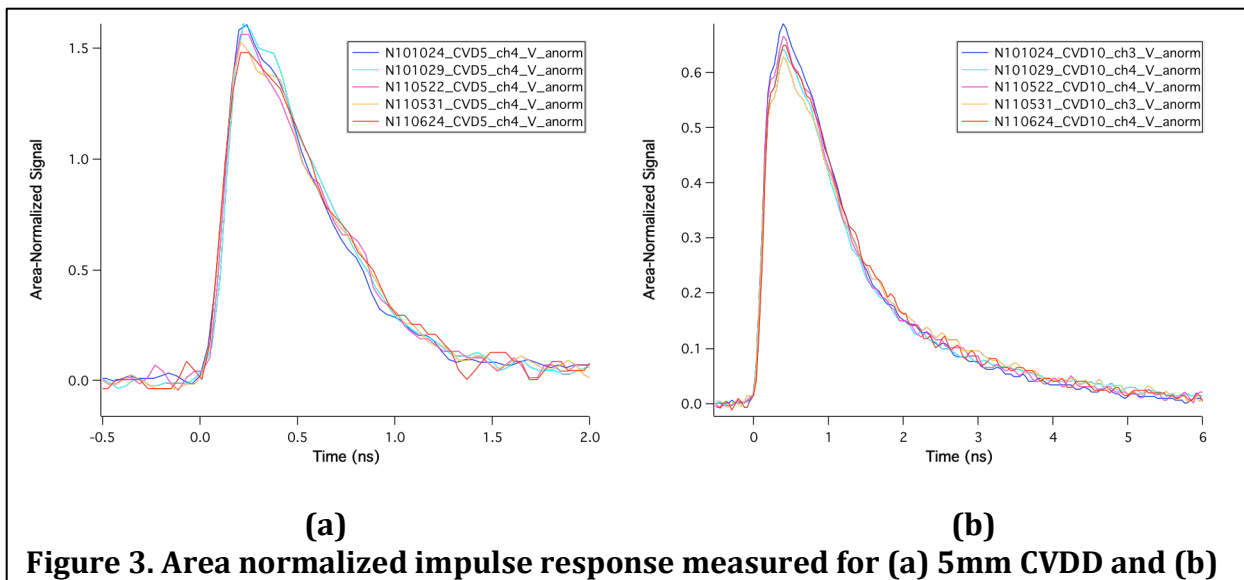 N101024_CVD5_ch4_V_anorm
N101029_CVD5_ch4_V_anorm
N110522_CVD5_ch4_V_anorm
N110531_CVD5_ch4_V_anorm
N110624_CVD5_ch4_V_anorm
1.5
1.0
0.5
0.0
Area-Normalized Signal
-0.5 0.0 0.5 1.0 1.5 2.0
Time (ns)
(a)
N101024_CVD10_ch3_V_anorm
N101029_CVD10_ch4_V_anorm
N110522_CVD10_ch4_V_anorm
N110531_CVD10_ch3_V_anorm
N110624_CVD10_ch4_V_anorm
0.6
0.5
0.4
0.3
0.2
0.1
0.0
Area-Normalized Signal
0 1 2 3 4 5 6
Time (ns)
(b)
Figure 3. Area normalized impulse response measured for (a) 5mm CVDD and (b)